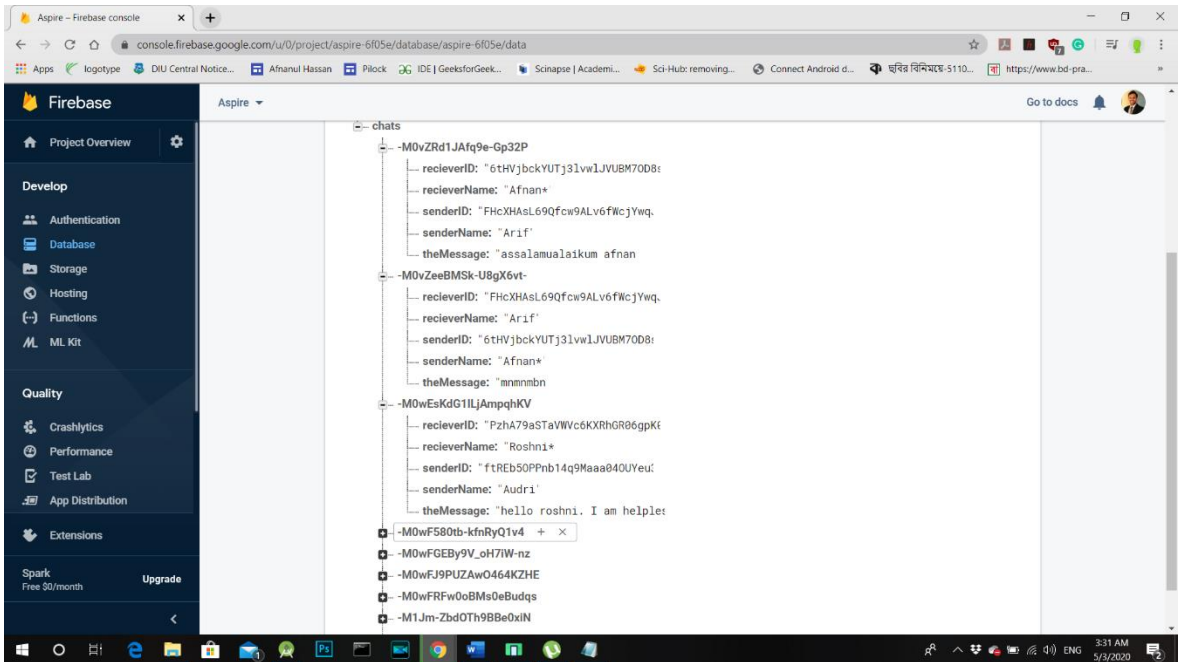 Aspire – Firebase console
console.firebase.google.com/u/0/project/aspire-6f05e/database/aspire-6f05e/data
Apps logotype DIU Central Notice... Afnanul Hassan Pilock IDE | GeeksforGeek... Scinapse | Academi... Sci-Hub: removing... Connect Android d... ছবির বিনিময়ে-5110... https://www.bd-pra...
Firebase
Aspire
Go to docs
Project Overview
Develop
Authentication
Database
Storage
Hosting
Functions
ML Kit
Quality
Crashlytics
Performance
Test Lab
App Distribution
Extensions
Spark
Free $0/month
Upgrade
chats
-M0vZRd1JAfq9e-Gp32P
recieverID: "6tHVjbckYUTj3lvwlJVUBM7OD8s
recieverName: "Afnan*
senderID: "FHcXHAsL69Qfcw9ALv6fWcjYwq
senderName: "Arif"
theMessage: "assalamualaikum afnan
-M0vZeeBMSk-U8gX6vt-
recieverID: "FHcXHAsL69Qfcw9ALv6fWcjYwq
recieverName: "Arif"
senderID: "6tHVjbckYUTj3lvwlJVUBM7OD8
senderName: "Afnan*
theMessage: "mnmnmbn
-M0wEsKdG1ILjAmpqhKV
recieverID: "PzhA79aSTaVWVc6KXRhGR06gpK
recieverName: "Roshni*
senderID: "ftREb5OPPnb14q9Maaa04OUYeu
senderName: "Audri"
theMessage: "hello roshni. I am helples
-M0wF580tb-kfnRyQ1v4 + ×
-M0wFGEBy9V_oH7iW-nz
-M0wFJ9PUZAwO464KZHE
-M0wFRFw0oBMs0eBudqs
-M1Jm-ZbdOTh9BBe0xiN
ENG
3:31 AM
5/3/2020